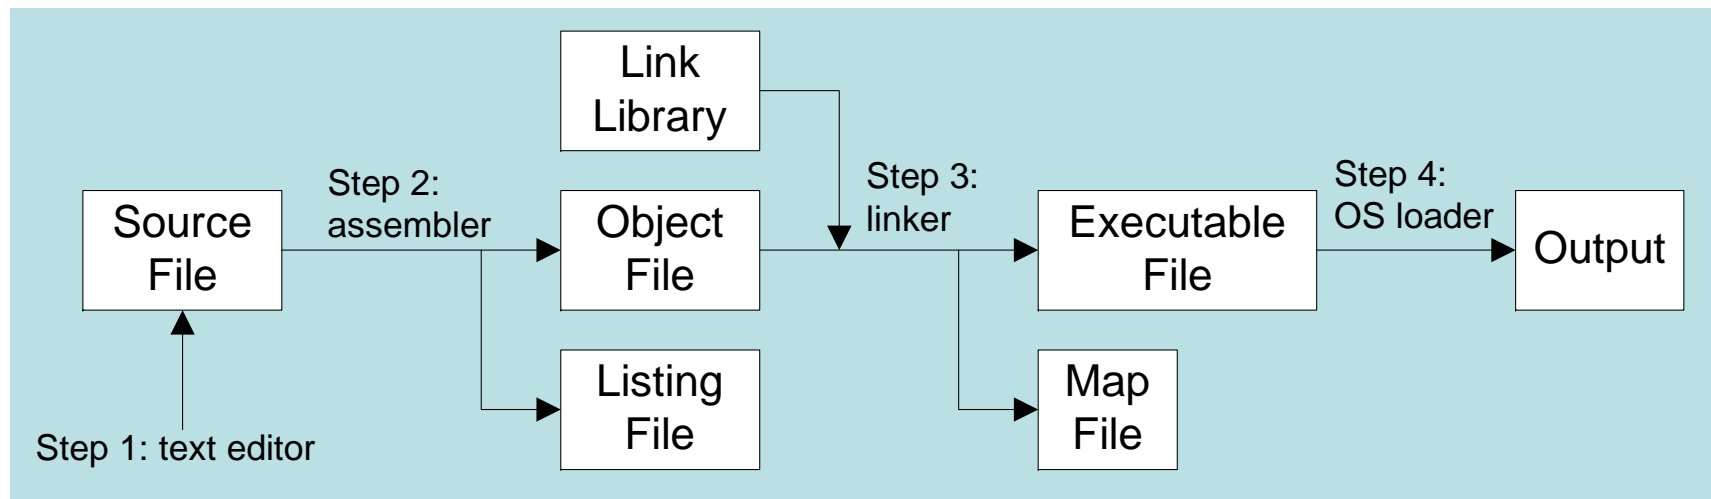 Link
Library
Step 2:
assembler
Step 3:
linker
Step 4:
OS loader
Source
File
Object
File
Executable
File
Output
Listing
File
Map
File
Step 1: text editor